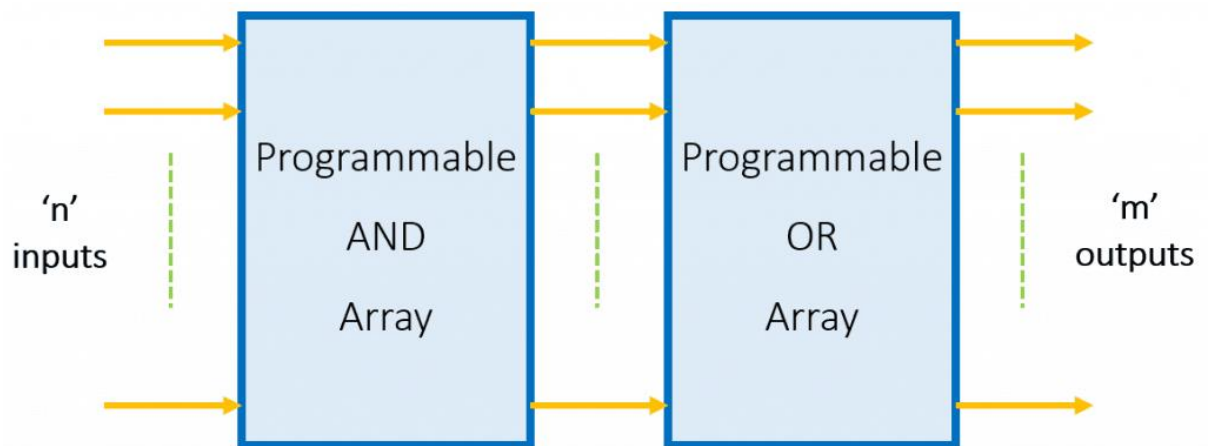 ‘n’
inputs
Programmable
AND
Array
Programmable
OR
Array
‘m’
outputs